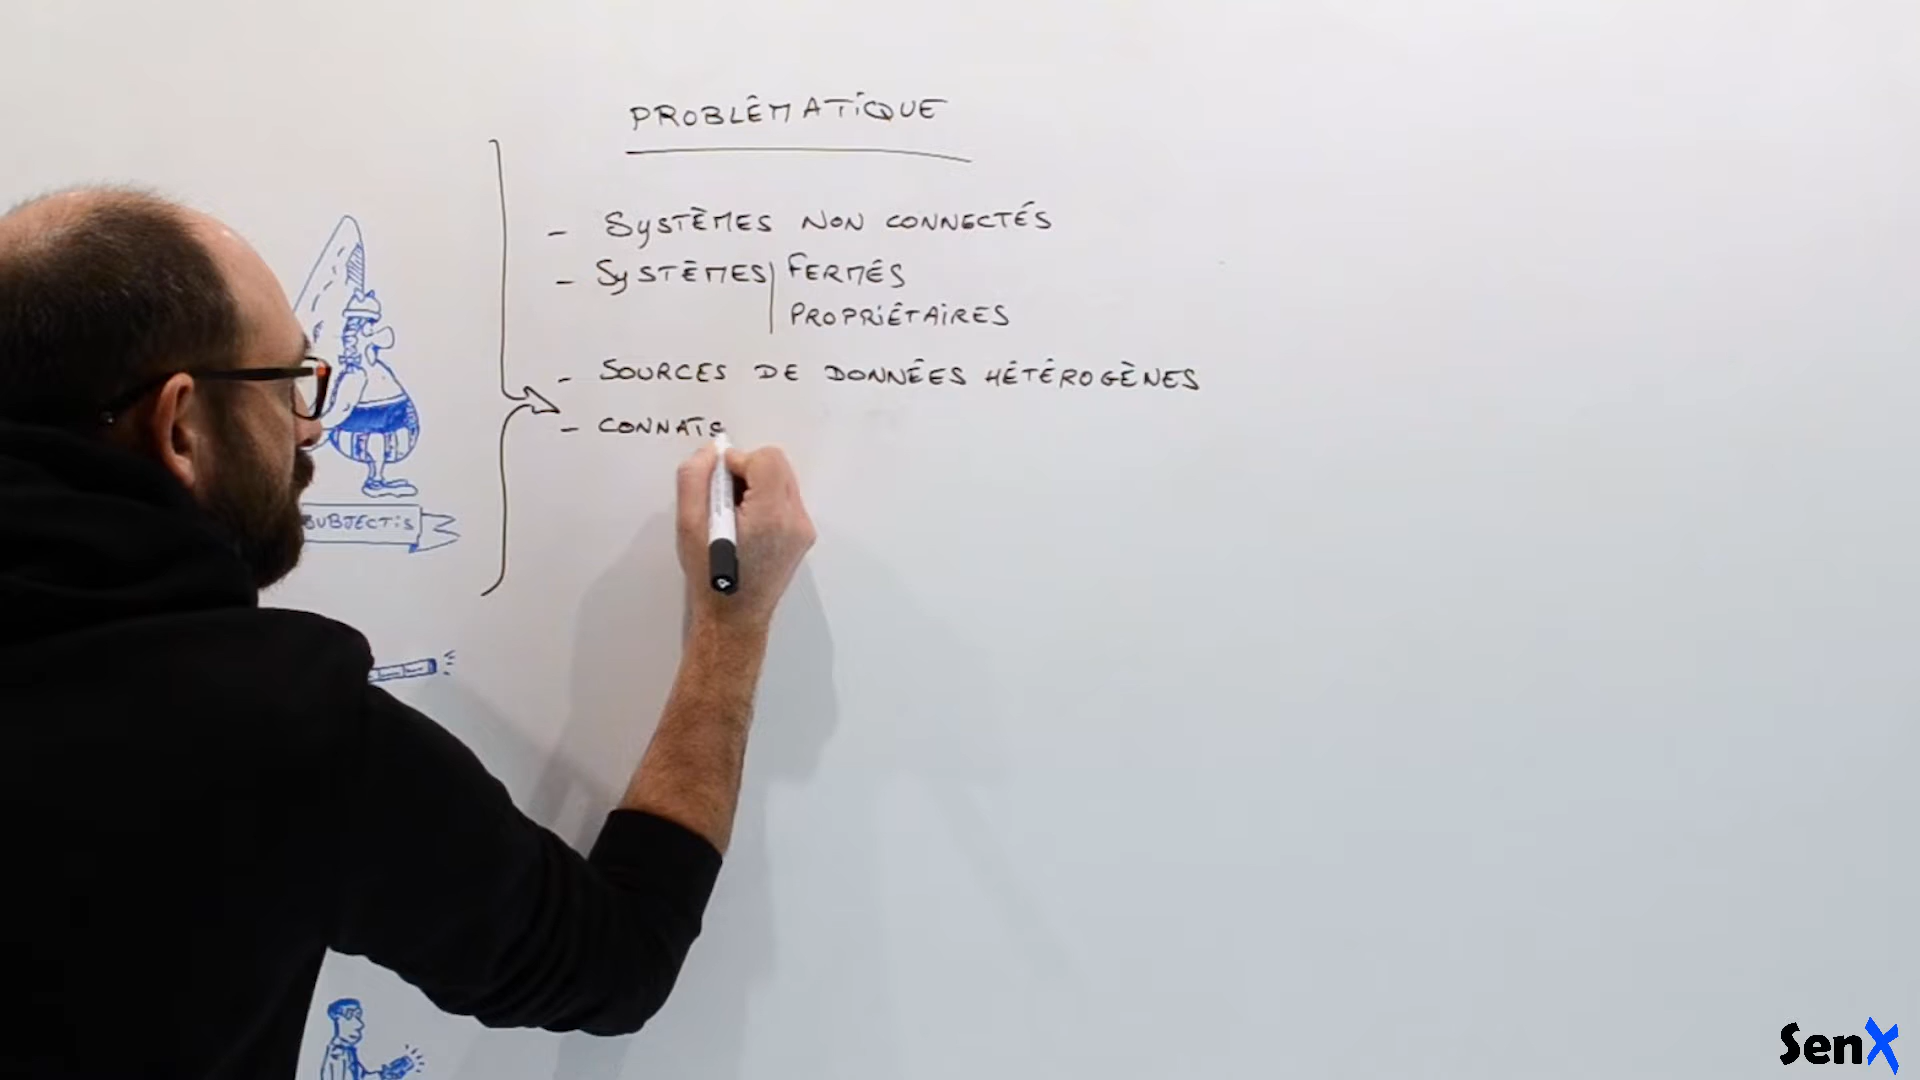 PROBLÉMATIQUE
- SYSTÈMES NON CONNECTÉS
- SYSTÈMES FERMÉS
PROPRIÉTAIRES
- SOURCES DE DONNÉES HÉTÉROGÈNES
- CONNAIS
SUBJECTIS
SenX